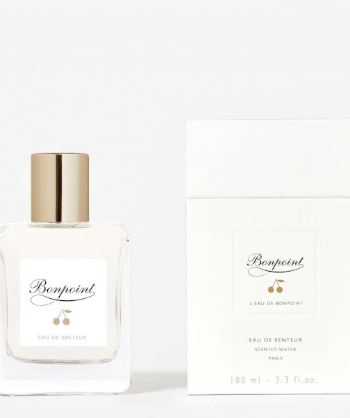 Bonpoint
EAU DE SENTEUR
Bonpoint
L'EAU DE BONPOINT
EAU DE SENTEUR
SCENTED WATER
PARIS
100 ml - 3.3 fl.oz.